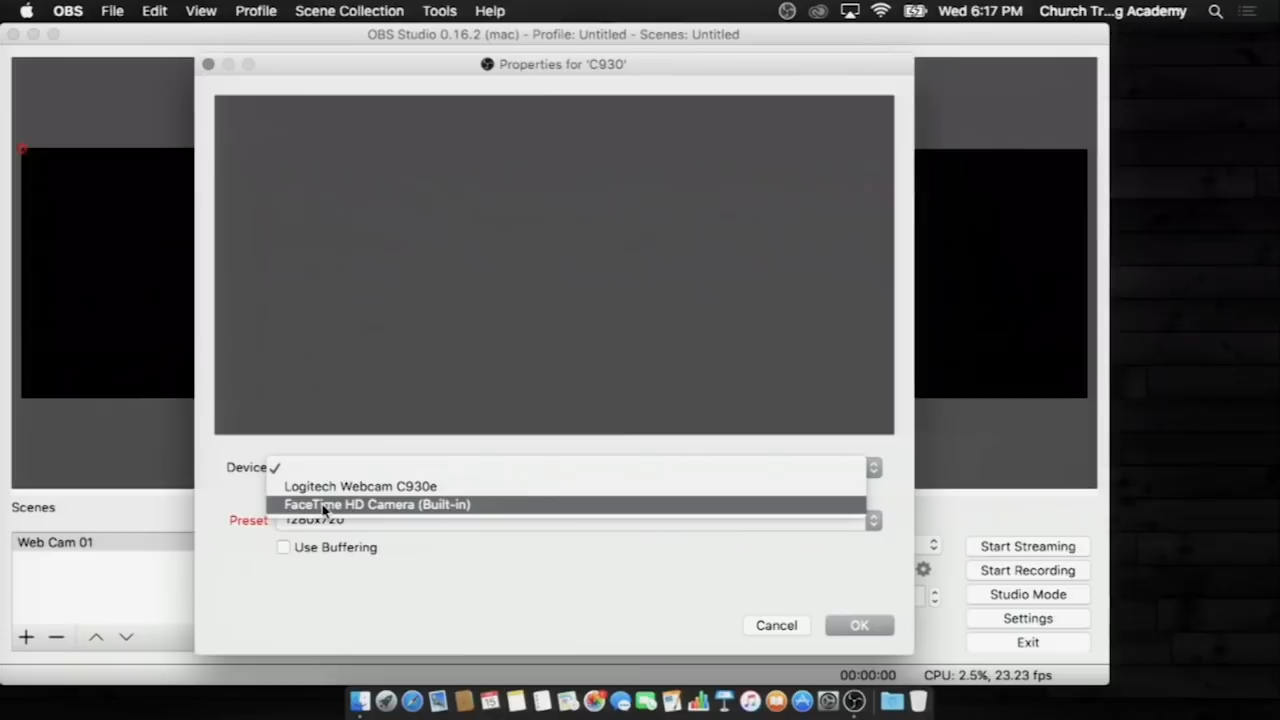 OBS File Edit View Profile Scene Collection Tools Help Wed 6:17 PM Church Tr...g Academy
OBS Studio 0.16.2 (mac) - Profile: Untitled - Scenes: Untitled
Properties for 'C930'
Device
Logitech Webcam C930e
FaceTime HD Camera (Built-in)
Preset 1280x720
Use Buffering
Cancel OK
Scenes
Web Cam 01
Start Streaming
Start Recording
Studio Mode
Settings
Exit
00:00:00 CPU: 2.5%, 23.23 fps
15